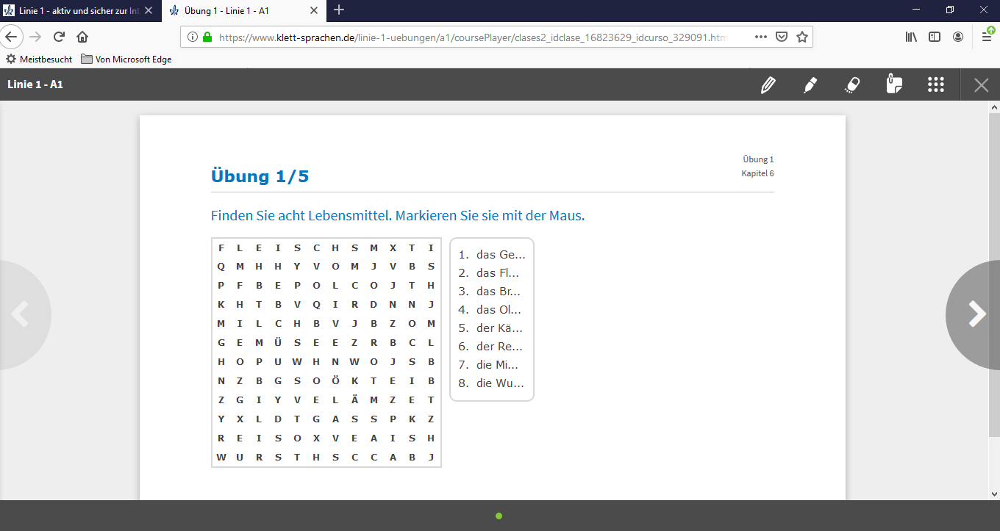 Linie 1 - aktiv und sicher zur Int
Übung 1 - Linie 1 - A1
https://www.klett-sprachen.de/linie-1-uebungen/a1/coursePlayer/clases2_idclase_16823629_idcurso_329091.htm
Meistbesucht Von Microsoft Edge
Linie 1 - A1
Übung 1
Kapitel 6
Übung 1/5
Finden Sie acht Lebensmittel. Markieren Sie sie mit der Maus.
F L E I S C H S M X T I
Q M H H Y V O M J V B S
P F B E P O L C O J T H
K H T B V Q I R D N N J
M I L C H B V J B Z O M
G E M Ü S E E Z R B C L
H O P U W H N W O J S B
N Z B G S O Ö K T E I B
Z G I Y V E L Ä M Z E T
Y X L D T G A S S P K Z
R E I S O X V E A I S H
W U R S T H S C C A B J
1. das Ge...
2. das Fl...
3. das Br...
4. das Ol...
5. der Kä...
6. der Re...
7. die Mi...
8. die Wu...